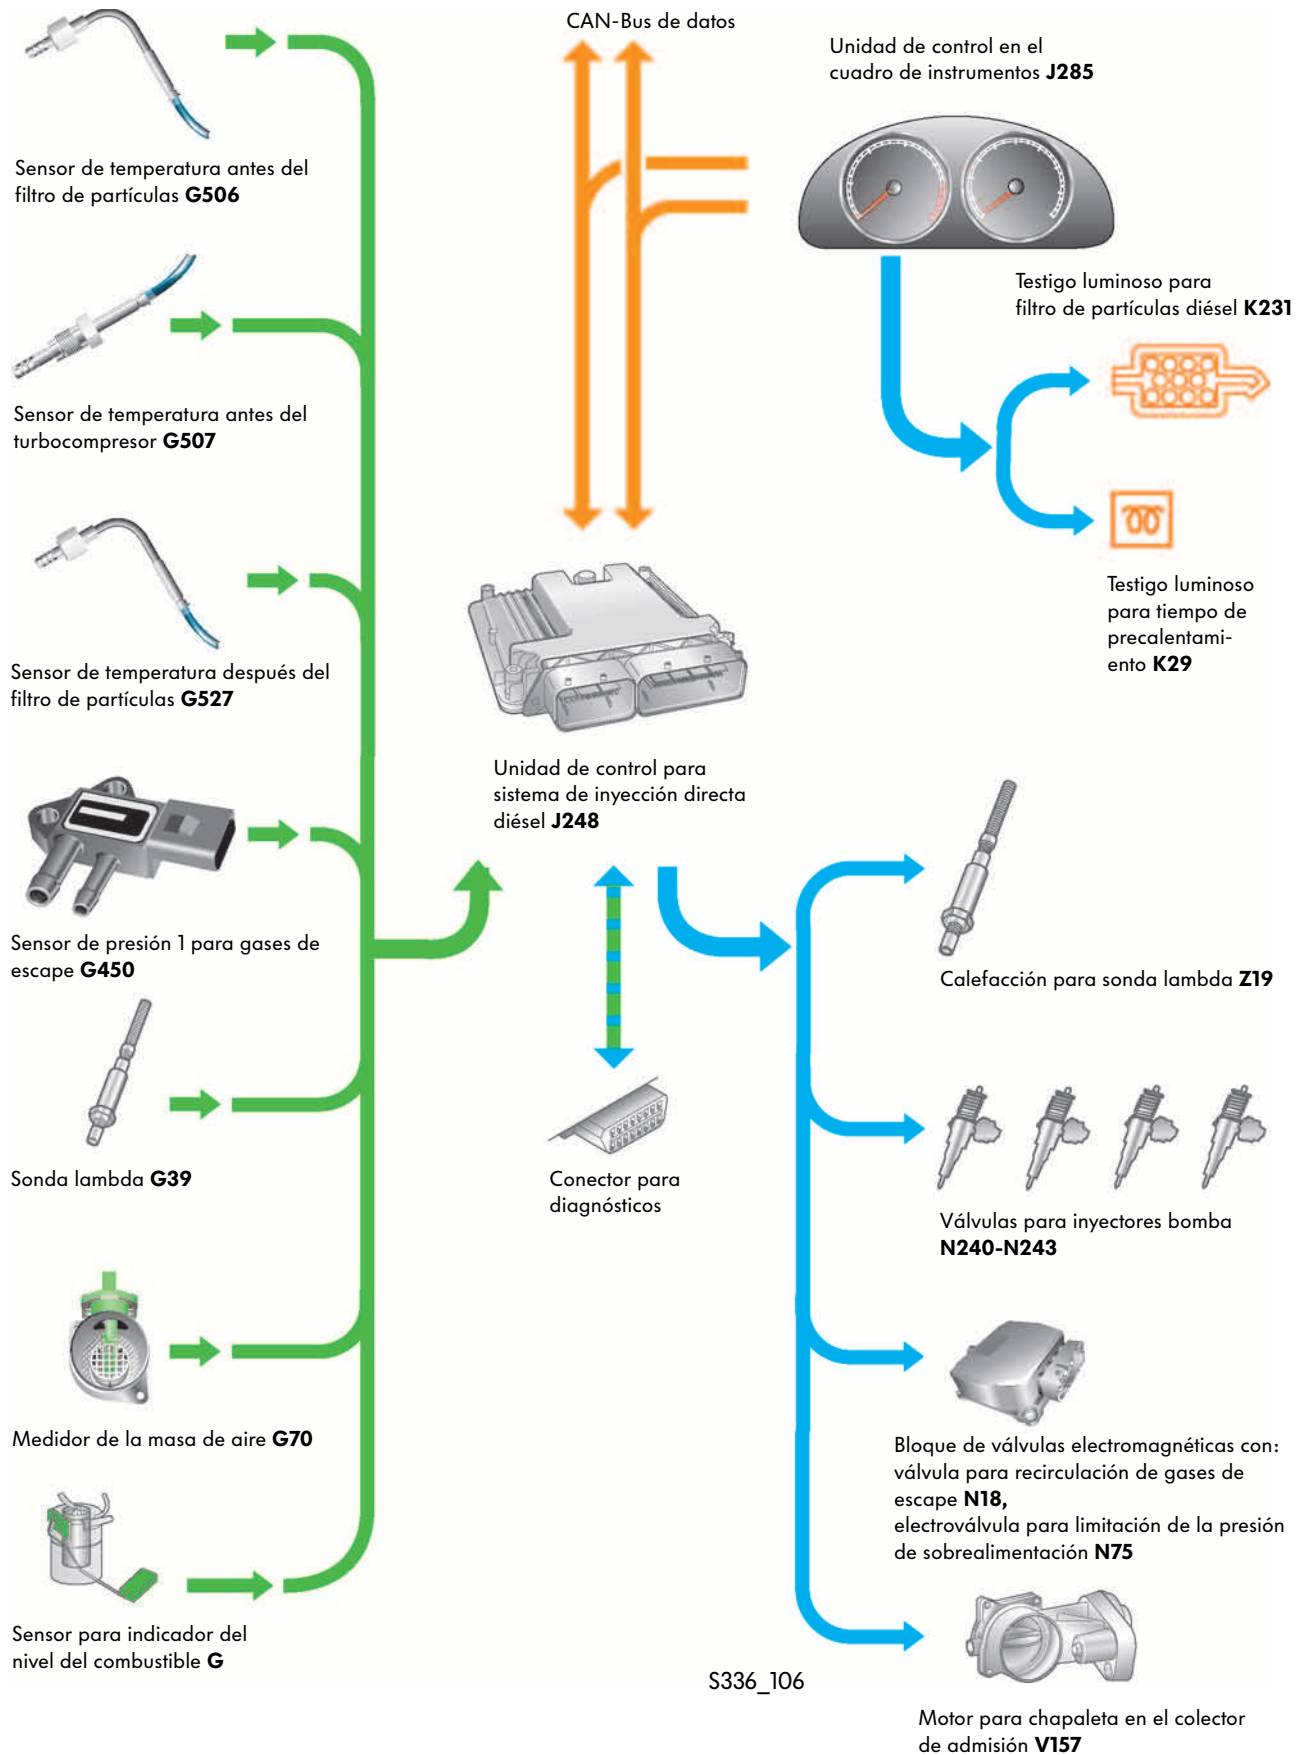 CAN-Bus de datos
Unidad de control en el
cuadro de instrumentos J285
Sensor de temperatura antes del
filtro de partículas G506
Testigo luminoso para
filtro de partículas diésel K231
Sensor de temperatura antes del
turbocompresor G507
Testigo luminoso
para tiempo de
precalentami-
ento K29
Sensor de temperatura después del
filtro de partículas G527
Unidad de control para
sistema de inyección directa
diésel J248
Sensor de presión 1 para gases de
escape G450
Calefacción para sonda lambda Z19
Sonda lambda G39
Conector para
diagnósticos
Válvulas para inyectores bomba
N240-N243
Medidor de la masa de aire G70
Bloque de válvulas electromagnéticas con:
válvula para recirculación de gases de
escape N18,
electroválvula para limitación de la presión
de sobrealimentación N75
Sensor para indicador del
nivel del combustible G
S336_106
Motor para chapaleta en el colector
de admisión V157